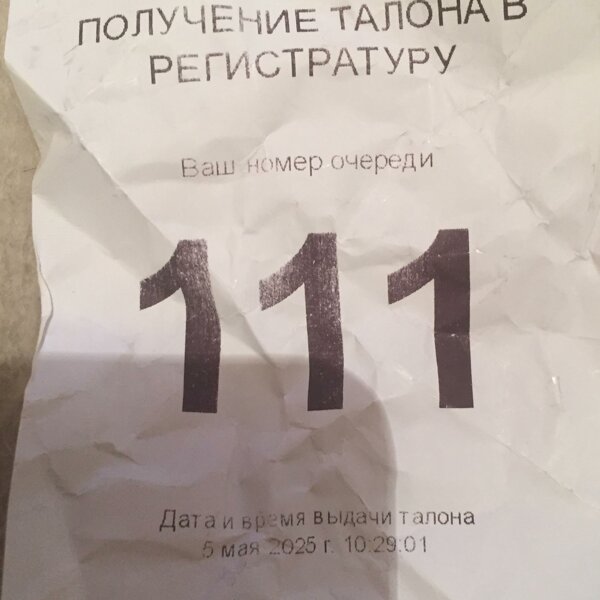 ПОЛУЧЕНИЕ ТАЛОНА В
РЕГИСТРАТУРУ
Ваш номер очереди
111
Дата и время выдачи талона
5 мая 2025 г. 10:29:01